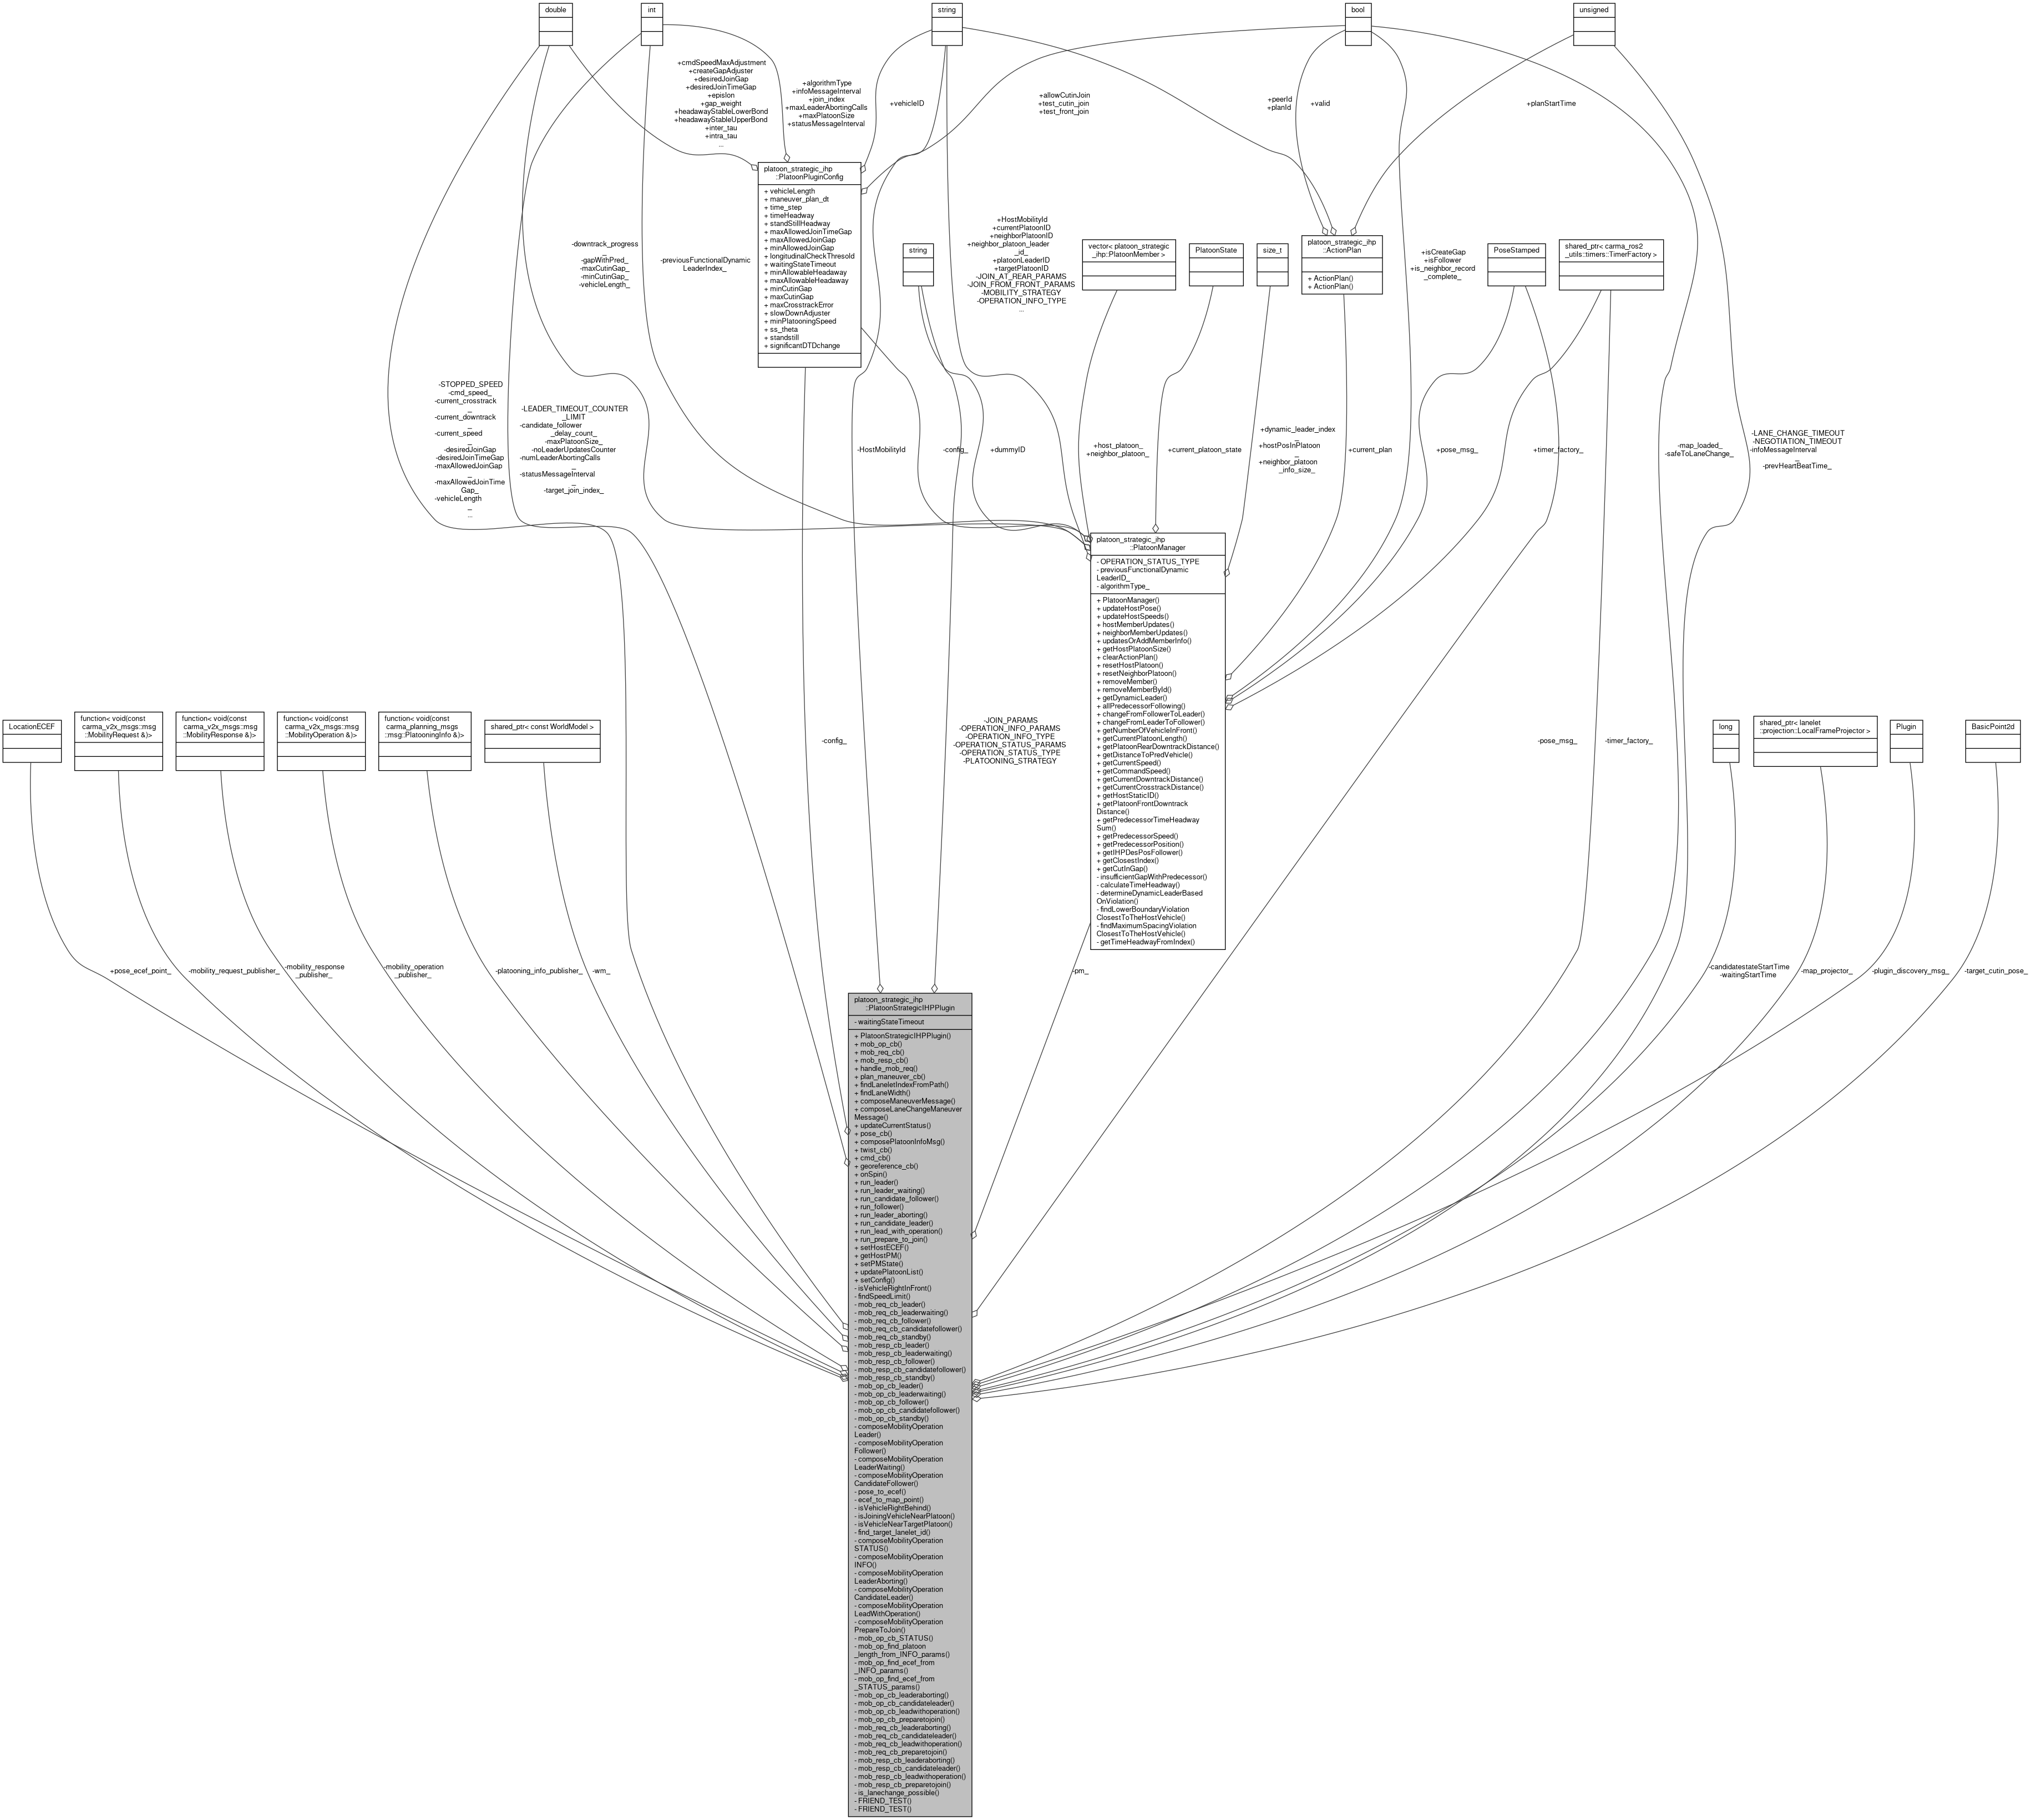 double
int
string
bool
unsigned
+cmdSpeedMaxAdjustment
+createGapAdjuster
+desiredJoinGap
+desiredJoinTimeGap
+epislon
+gap_weight
+headawayStableLowerBond
+headawayStableUpperBond
+inter_tau
+intra_tau
...
+algorithmType
+infoMessageInterval
+join_index
+maxLeaderAbortingCalls
+maxPlatoonSize
+statusMessageInterval
+vehicleID
+allowCutinJoin
+test_cutin_join
+test_front_join
+peerId
+planId
+valid
+planStartTime
platoon_strategic_ihp
::PlatoonPluginConfig
+ vehicleLength
+ maneuver_plan_dt
+ time_step
+ timeHeadway
+ standStillHeadway
+ maxAllowedJoinTimeGap
+ maxAllowedJoinGap
+ minAllowedJoinGap
+ longitudinalCheckThresold
+ waitingStateTimeout
+ minAllowableHeadaway
+ maxAllowableHeadaway
+ minCutinGap
+ maxCutinGap
+ maxCrosstrackError
+ slowDownAdjuster
+ minPlatooningSpeed
+ ss_theta
+ standstill
+ significantDTDchange
-downtrack_progress
_
-gapWithPred_
-maxCutinGap_
-minCutinGap_
-vehicleLength_
-previousFunctionalDynamic
LeaderIndex_
string
+HostMobilityId
+currentPlatoonID
+neighborPlatoonID
+neighbor_platoon_leader
_id_
+platoonLeaderID
+targetPlatoonID
-JOIN_AT_REAR_PARAMS
-JOIN_FROM_FRONT_PARAMS
-MOBILITY_STRATEGY
-OPERATION_INFO_TYPE
...
vector< platoon_strategic
_ihp::PlatoonMember >
PlatoonState
size_t
platoon_strategic_ihp
::ActionPlan
+ ActionPlan()
+ ActionPlan()
+isCreateGap
+isFollower
+is_neighbor_record
_complete_
PoseStamped
shared_ptr< carma_ros2
_utils::timers::TimerFactory >
-STOPPED_SPEED
-cmd_speed_
-current_crosstrack
_
-current_downtrack
_
-current_speed
_
-desiredJoinGap
-desiredJoinTimeGap
-maxAllowedJoinGap
_
-maxAllowedJoinTime
Gap_
-vehicleLength
_
...
-LEADER_TIMEOUT_COUNTER
_LIMIT
-candidate_follower
_delay_count_
-maxPlatoonSize_
-noLeaderUpdatesCounter
-numLeaderAbortingCalls
_
-statusMessageInterval
_
-target_join_index_
-HostMobilityId
-config_
+dummyID
+host_platoon_
+neighbor_platoon_
+current_platoon_state
+dynamic_leader_index
_
+hostPosInPlatoon
_
+neighbor_platoon
_info_size_
+current_plan
+pose_msg_
+timer_factory_
-map_loaded_
-safeToLaneChange_
-LANE_CHANGE_TIMEOUT
-NEGOTIATION_TIMEOUT
-infoMessageInterval
_
-prevHeartBeatTime_
platoon_strategic_ihp
::PlatoonManager
- OPERATION_STATUS_TYPE
- previousFunctionalDynamic
LeaderID_
- algorithmType_
+ PlatoonManager()
+ updateHostPose()
+ updateHostSpeeds()
+ hostMemberUpdates()
+ neighborMemberUpdates()
+ updatesOrAddMemberInfo()
+ getHostPlatoonSize()
+ clearActionPlan()
+ resetHostPlatoon()
+ resetNeighborPlatoon()
+ removeMember()
+ removeMemberById()
+ getDynamicLeader()
+ allPredecessorFollowing()
+ changeFromFollowerToLeader()
+ changeFromLeaderToFollower()
+ getNumberOfVehicleInFront()
+ getCurrentPlatoonLength()
+ getPlatoonRearDowntrackDistance()
+ getDistanceToPredVehicle()
+ getCurrentSpeed()
+ getCommandSpeed()
+ getCurrentDowntrackDistance()
+ getCurrentCrosstrackDistance()
+ getHostStaticID()
+ getPlatoonFrontDowntrack
Distance()
+ getPredecessorTimeHeadway
Sum()
+ getPredecessorSpeed()
+ getPredecessorPosition()
+ getIHPDesPosFollower()
+ getClosestIndex()
+ getCutInGap()
- insufficientGapWithPredecessor()
- calculateTimeHeadway()
- determineDynamicLeaderBased
OnViolation()
- findLowerBoundaryViolation
ClosestToTheHostVehicle()
- findMaximumSpacingViolation
ClosestToTheHostVehicle()
- getTimeHeadwayFromIndex()
LocationECEF
function< void(const
carma_v2x_msgs::msg
::MobilityRequest &)>
function< void(const
carma_v2x_msgs::msg
::MobilityResponse &)>
function< void(const
carma_v2x_msgs::msg
::MobilityOperation &)>
function< void(const
carma_planning_msgs
::msg::PlatooningInfo &)>
shared_ptr< const WorldModel >
-config_
-JOIN_PARAMS
-OPERATION_INFO_PARAMS
-OPERATION_INFO_TYPE
-OPERATION_STATUS_PARAMS
-OPERATION_STATUS_TYPE
-PLATOONING_STRATEGY
-pose_msg_
-timer_factory_
long
shared_ptr< lanelet
::projection::LocalFrameProjector >
Plugin
BasicPoint2d
+pose_ecef_point_
-mobility_request_publisher_
-mobility_response
_publisher_
-mobility_operation
_publisher_
-platooning_info_publisher_
-wm_
-pm_
-candidatestateStartTime
-waitingStartTime
-map_projector_
-plugin_discovery_msg_
-target_cutin_pose_
platoon_strategic_ihp
::PlatoonStrategicIHPPlugin
- waitingStateTimeout
+ PlatoonStrategicIHPPlugin()
+ mob_op_cb()
+ mob_req_cb()
+ mob_resp_cb()
+ handle_mob_req()
+ plan_maneuver_cb()
+ findLaneletIndexFromPath()
+ findLaneWidth()
+ composeManeuverMessage()
+ composeLaneChangeManeuver
Message()
+ updateCurrentStatus()
+ pose_cb()
+ composePlatoonInfoMsg()
+ twist_cb()
+ cmd_cb()
+ georeference_cb()
+ onSpin()
+ run_leader()
+ run_leader_waiting()
+ run_candidate_follower()
+ run_follower()
+ run_leader_aborting()
+ run_candidate_leader()
+ run_lead_with_operation()
+ run_prepare_to_join()
+ setHostECEF()
+ getHostPM()
+ setPMState()
+ updatePlatoonList()
+ setConfig()
- isVehicleRightInFront()
- findSpeedLimit()
- mob_req_cb_leader()
- mob_req_cb_leaderwaiting()
- mob_req_cb_follower()
- mob_req_cb_candidatefollower()
- mob_req_cb_standby()
- mob_resp_cb_leader()
- mob_resp_cb_leaderwaiting()
- mob_resp_cb_follower()
- mob_resp_cb_candidatefollower()
- mob_resp_cb_standby()
- mob_op_cb_leader()
- mob_op_cb_leaderwaiting()
- mob_op_cb_follower()
- mob_op_cb_candidatefollower()
- mob_op_cb_standby()
- composeMobilityOperation
Leader()
- composeMobilityOperation
Follower()
- composeMobilityOperation
LeaderWaiting()
- composeMobilityOperation
CandidateFollower()
- pose_to_ecef()
- ecef_to_map_point()
- isVehicleRightBehind()
- isJoiningVehicleNearPlatoon()
- isVehicleNearTargetPlatoon()
- find_target_lanelet_id()
- composeMobilityOperation
STATUS()
- composeMobilityOperation
INFO()
- composeMobilityOperation
LeaderAborting()
- composeMobilityOperation
CandidateLeader()
- composeMobilityOperation
LeadWithOperation()
- composeMobilityOperation
PrepareToJoin()
- mob_op_cb_STATUS()
- mob_op_find_platoon
_length_from_INFO_params()
- mob_op_find_ecef_from
_INFO_params()
- mob_op_find_ecef_from
_STATUS_params()
- mob_op_cb_leaderaborting()
- mob_op_cb_candidateleader()
- mob_op_cb_leadwithoperation()
- mob_op_cb_preparetojoin()
- mob_req_cb_leaderaborting()
- mob_req_cb_candidateleader()
- mob_req_cb_leadwithoperation()
- mob_req_cb_preparetojoin()
- mob_resp_cb_leaderaborting()
- mob_resp_cb_candidateleader()
- mob_resp_cb_leadwithoperation()
- mob_resp_cb_preparetojoin()
- is_lanechange_possible()
- FRIEND_TEST()
- FRIEND_TEST()